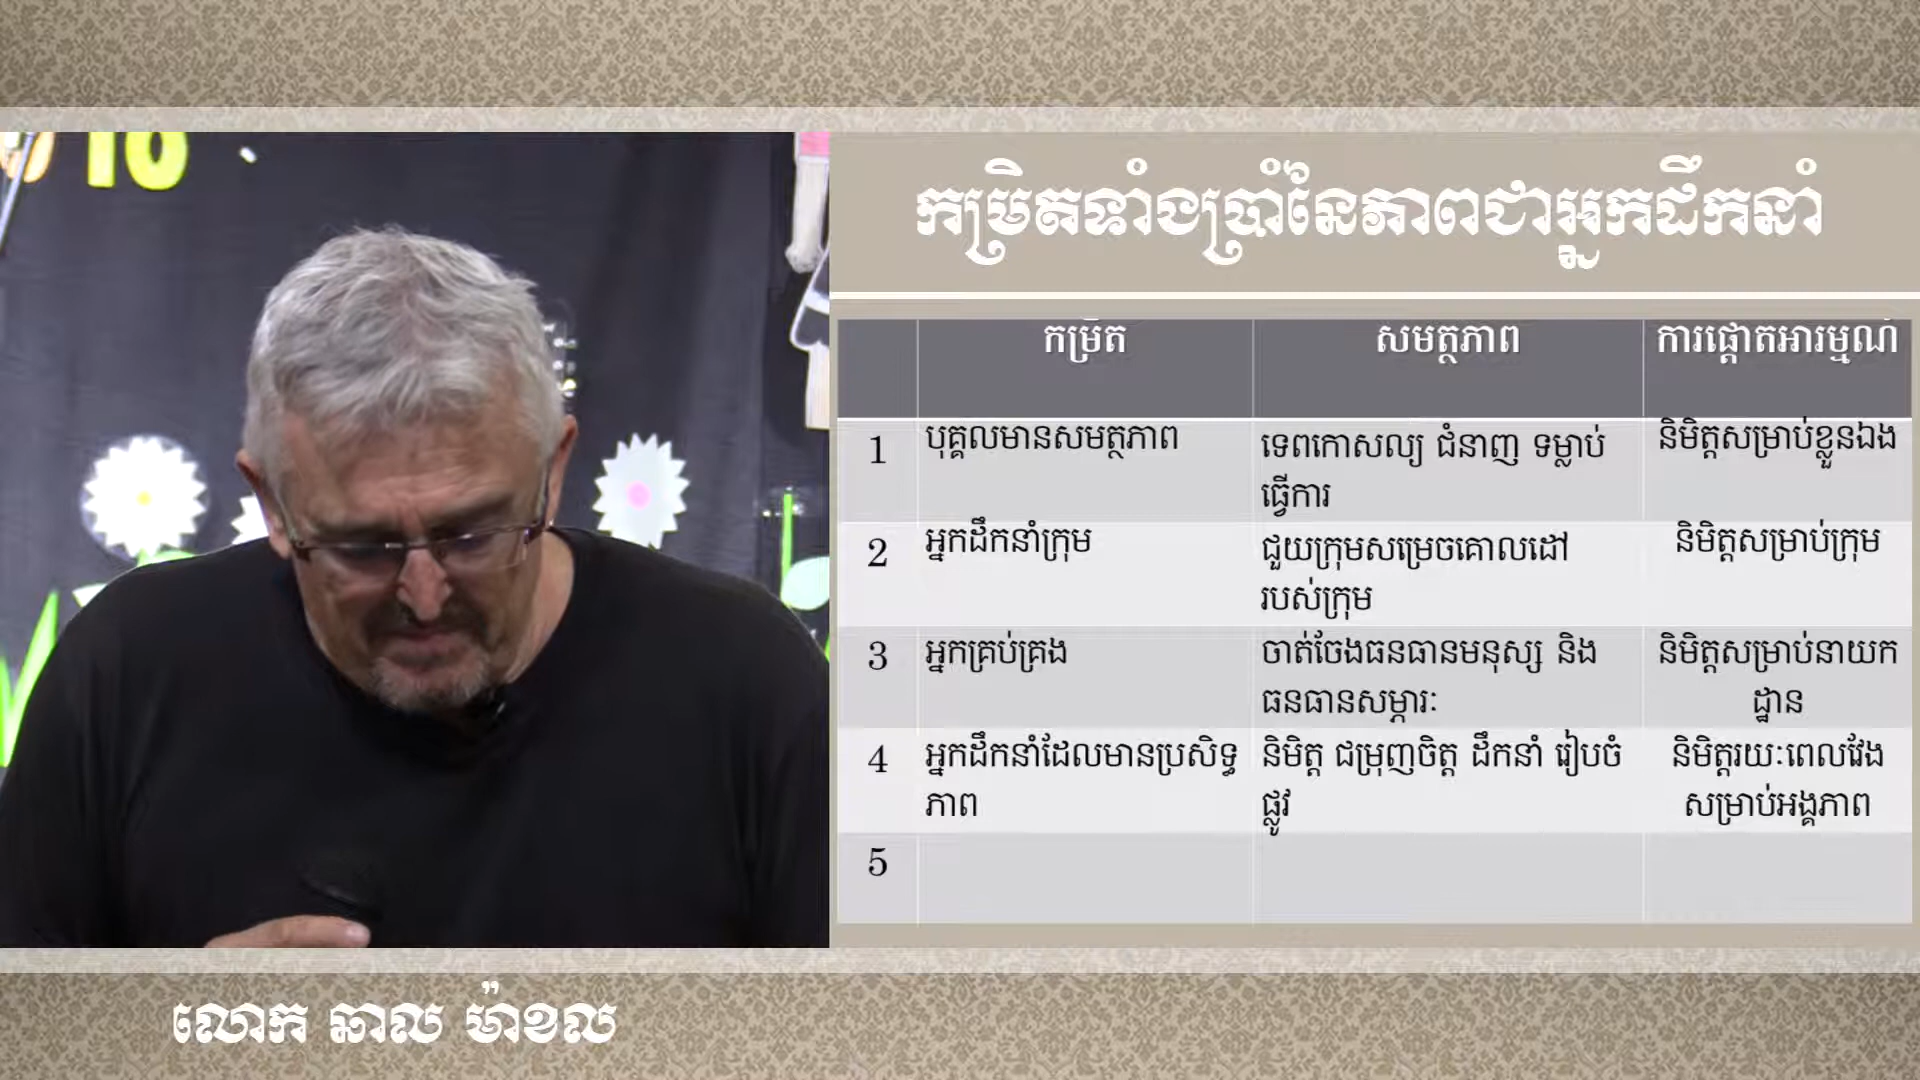 10
កម្រិតទាំងប្រាំនៃភាពជាអ្នកដឹកនាំ
កម្រិត សមត្ថភាព ការផ្តោតអារម្មណ៍
1 បុគ្គលមានសមត្ថភាព ទេពកោសល្យ ជំនាញ ទម្លាប់ និមិត្តសម្រាប់ខ្លួនឯង
ធ្វើការ
2 អ្នកដឹកនាំក្រុម ជួយក្រុមសម្រេចគោលដៅ និមិត្តសម្រាប់ក្រុម
របស់ក្រុម
3 អ្នកគ្រប់គ្រង ចាត់ចែងធនធានមនុស្ស និង និមិត្តសម្រាប់នាយក
ធនធានសម្ភារៈ ដ្ឋាន
4 អ្នកដឹកនាំដែលមានប្រសិទ្ធ និមិត្ត ជម្រុញចិត្ត ដឹកនាំ រៀបចំ និមិត្តរយៈពេលវែង
ភាព ផ្លូវ សម្រាប់អង្គភាព
5
លោក ឆាល ម៉ាខល